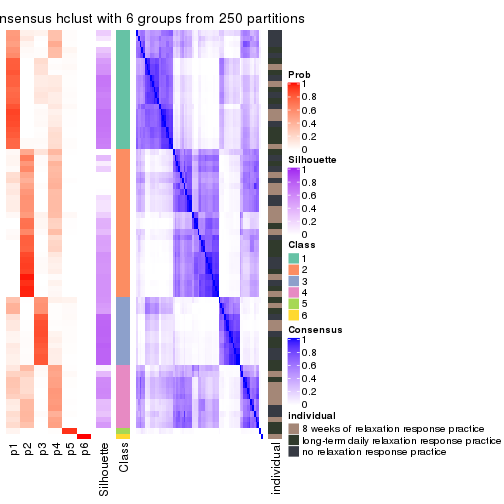 nsensus hclust with 6 groups from 250 partitions
Prob
1
0.8
0.6
0.4
0.2
0
Silhouette
1
0.8
0.6
0.4
0.2
0
Class
1
2
3
4
5
6
Consensus
1
0.8
0.6
0.4
0.2
0
individual
8 weeks of relaxation response practice
long-term daily relaxation response practice
no relaxation response practice
p1
p2
p3
p4
p5
p6
Silhouette
Class
individual